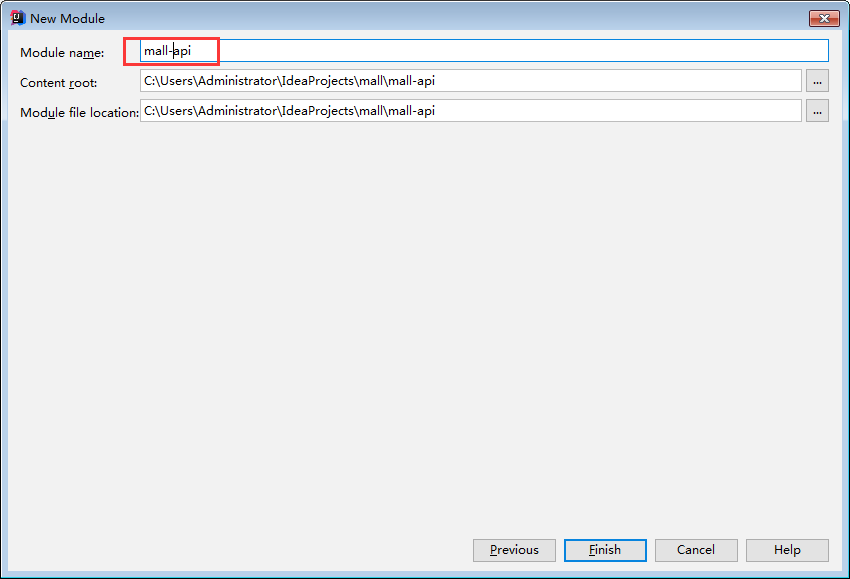 New Module
Module name: mall-api
Content root: C:\Users\Administrator\IdeaProjects\mall\mall-api ...
Module file location: C:\Users\Administrator\IdeaProjects\mall\mall-api ...
Previous Finish Cancel Help